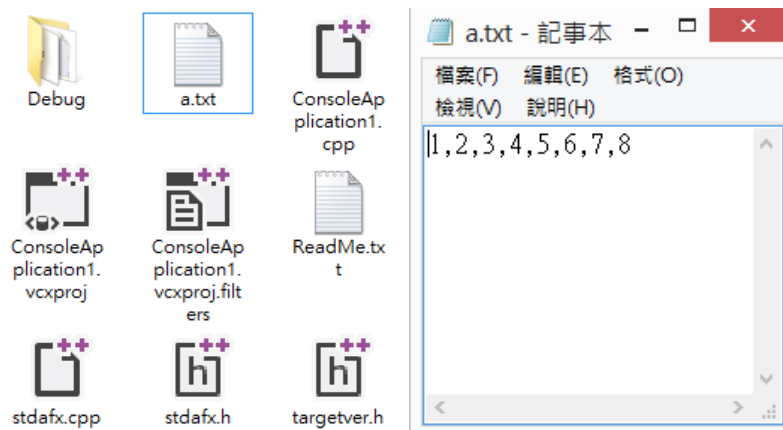 Debug
a.txt
ConsoleAp
plication1.
cpp
ConsoleAp
plication1.
vcxproj
ConsoleAp
plication1.
vcxproj.filt
ers
ReadMe.tx
t
stdafx.cpp
stdafx.h
targetver.h
a.txt - 記事本
檔案(F) 編輯(E) 格式(O)
檢視(V) 說明(H)
1,2,3,4,5,6,7,8